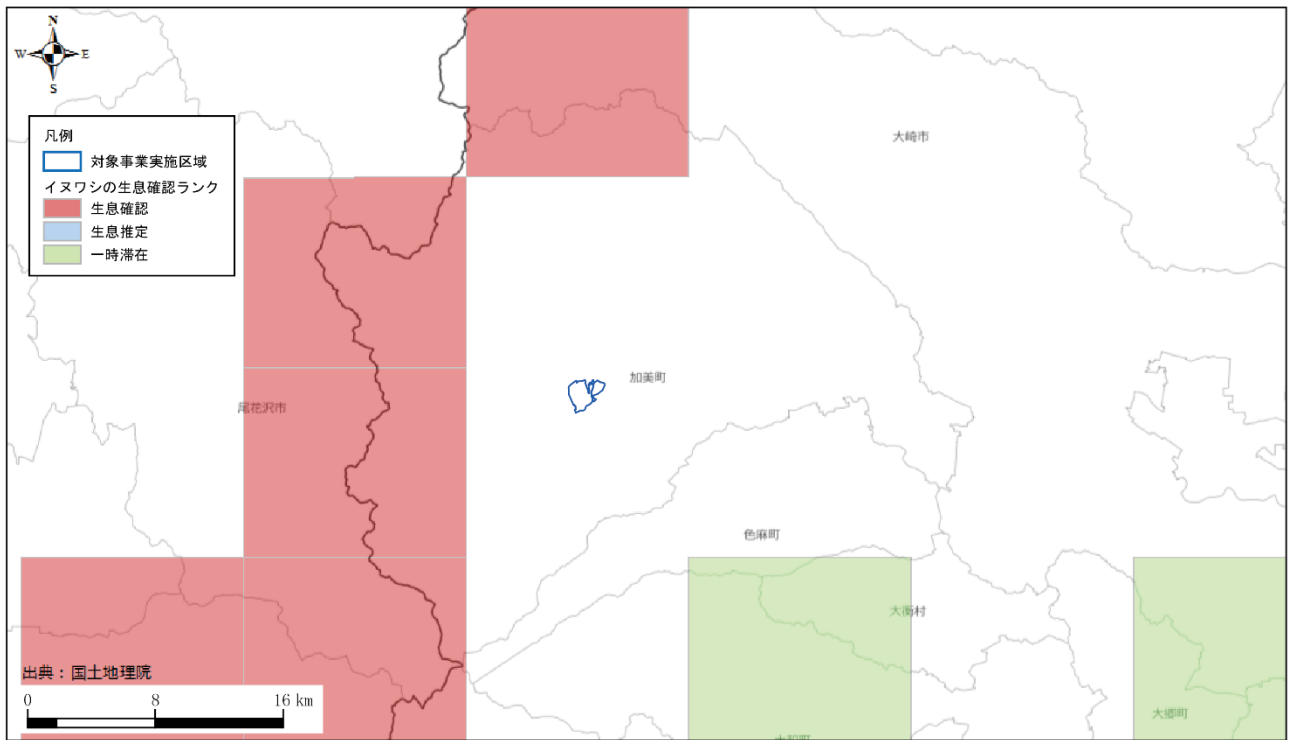 N
W E
S
凡例
対象事業実施区域
イヌワシの生息確認ランク
生息確認
生息推定
一時滞在
大崎市
加美町
尾花沢市
色麻町
大衡村
大郷町
大和町
出典：国土地理院
0 8 16 km